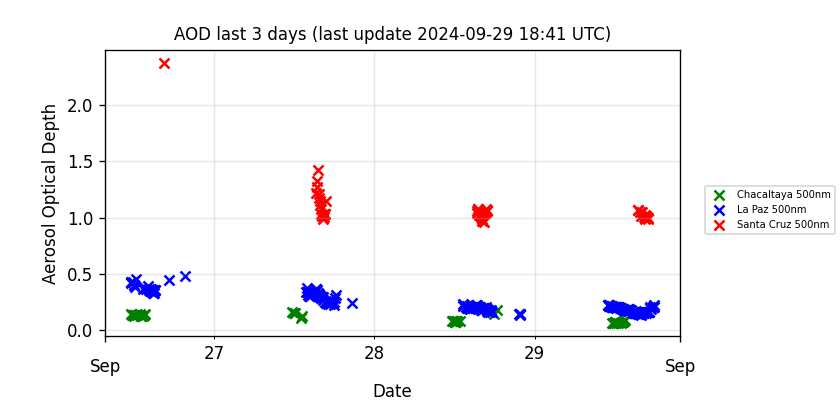 AOD last 3 days (last update 2024-09-29 18:41 UTC)
Aerosol Optical Depth
2.0
1.5
1.0
0.5
0.0
27
28
29
Sep
Sep
Date
Chacaltaya 500nm
La Paz 500nm
Santa Cruz 500nm